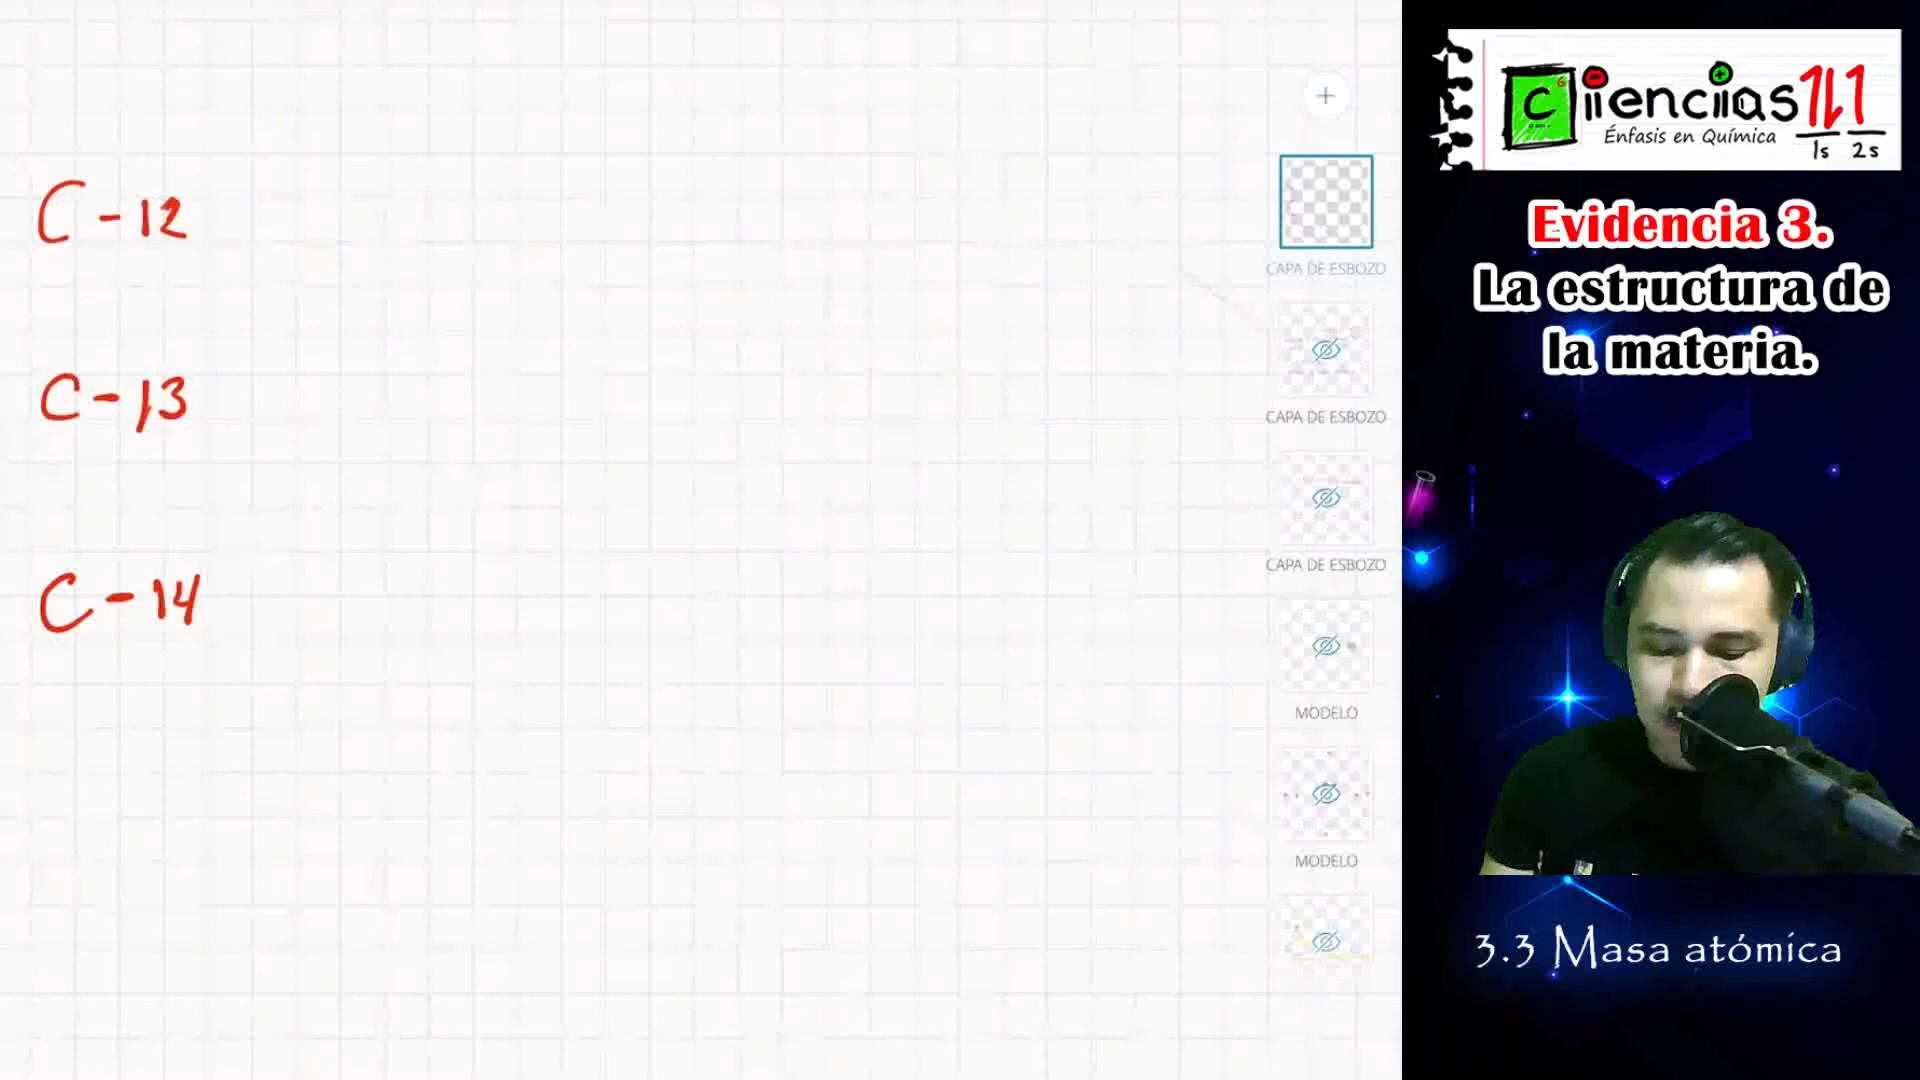 C-12
C-13
C-14
+
CAPA DE ESBOZO
CAPA DE ESBOZO
CAPA DE ESBOZO
MODELO
MODELO
Ciienciias 1s 2s
Énfasis en Química
Evidencia 3.
La estructura de
la materia.
3.3 Masa atómica